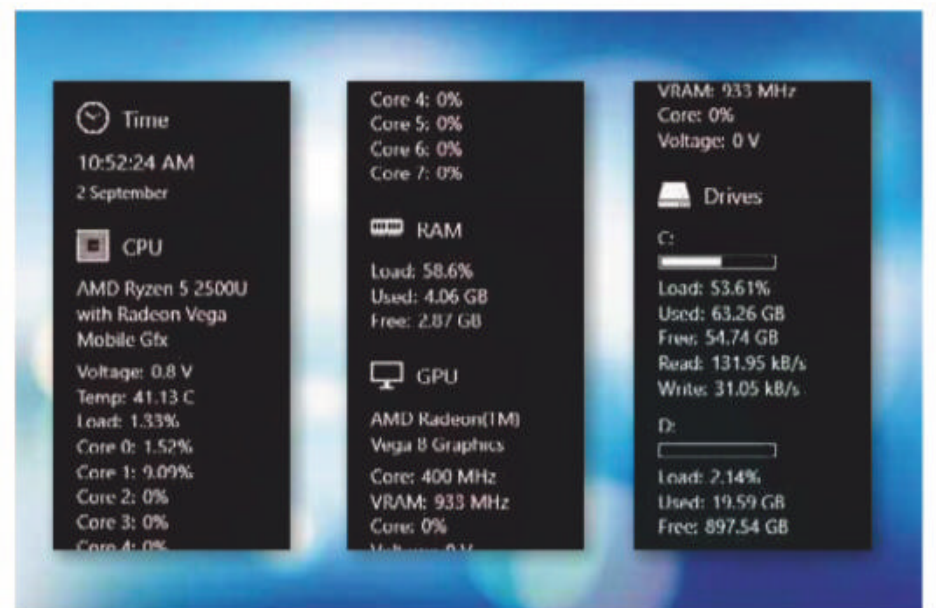 Time
10:52:24 AM
2 September
CPU
AMD Ryzen 5 2500U
with Radeon Vega
Mobile Gfx
Voltage: 0.8 V
Temp: 41.13 C
Load: 1.33%
Core 0: 1.52%
Core 1: 9.09%
Core 2: 0%
Core 3: 0%
Core 4: 0%
Core 4: 0%
Core 5: 0%
Core 6: 0%
Core 7: 0%
RAM
Load: 58.6%
Used: 4.06 GB
Free: 2.87 GB
GPU
AMD Radeon(TM)
Vega 8 Graphics
Core: 400 MHz
VRAM: 933 MHz
Core: 0%
Voltage: 0 V
VRAM: 933 MHz
Core: 0%
Voltage: 0 V
Drives
C:
Load: 53.61%
Used: 63.26 GB
Free: 54.74 GB
Read: 131.95 kB/s
Write: 31.05 kB/s
D:
Load: 2.14%
Used: 19.59 GB
Free: 897.54 GB